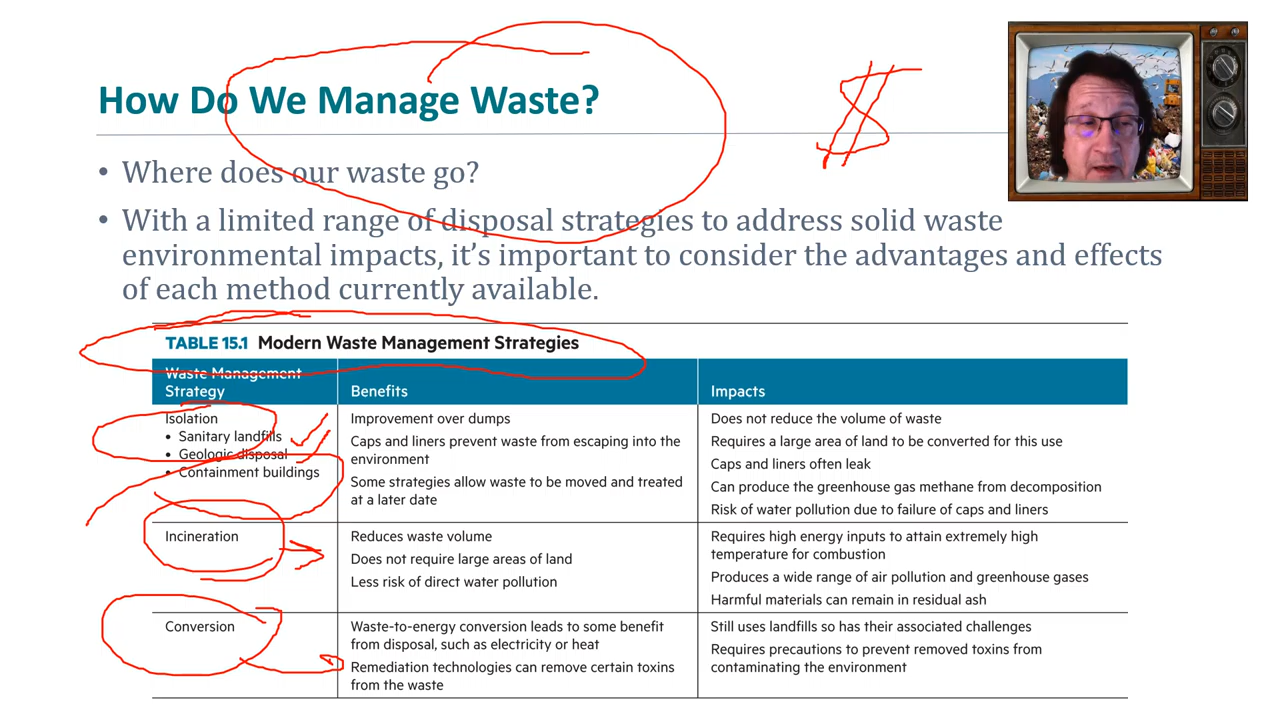 How Do We Manage Waste?
$
• Where does our waste go?
• With a limited range of disposal strategies to address solid waste
environmental impacts, it's important to consider the advantages and effects
of each method currently available.
TABLE 15.1 Modern Waste Management Strategies
Waste Management
Strategy
Benefits
Impacts
Isolation
• Sanitary landfills
• Geologic disposal
• Containment buildings
Improvement over dumps
Caps and liners prevent waste from escaping into the
environment
Some strategies allow waste to be moved and treated
at a later date
Does not reduce the volume of waste
Requires a large area of land to be converted for this use
Caps and liners often leak
Can produce the greenhouse gas methane from decomposition
Risk of water pollution due to failure of caps and liners
Incineration
Reduces waste volume
Does not require large areas of land
Less risk of direct water pollution
Requires high energy inputs to attain extremely high
temperature for combustion
Produces a wide range of air pollution and greenhouse gases
Harmful materials can remain in residual ash
Conversion
Waste-to-energy conversion leads to some benefit
from disposal, such as electricity or heat
Remediation technologies can remove certain toxins
from the waste
Still uses landfills so has their associated challenges
Requires precautions to prevent removed toxins from
contaminating the environment